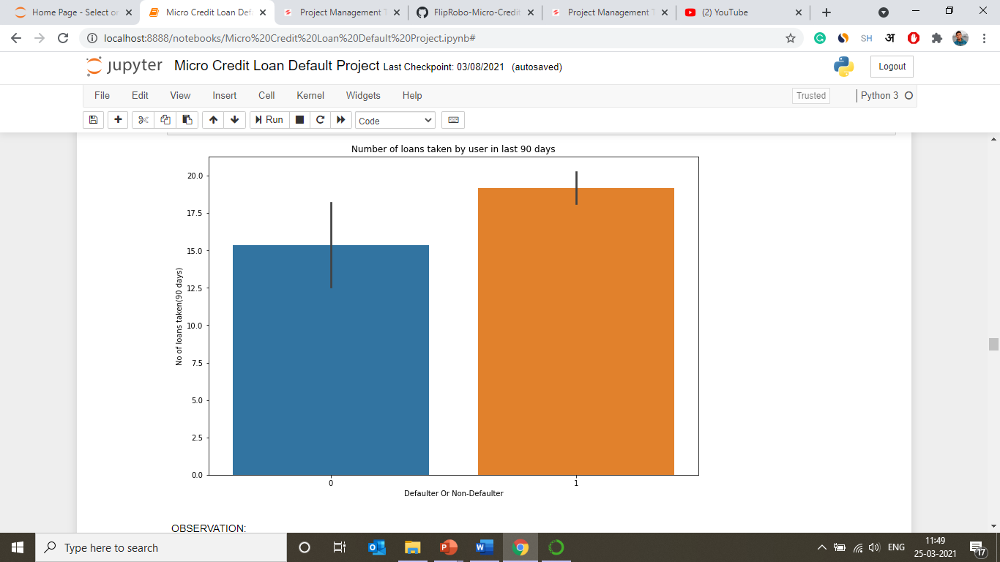 Home Page - Select or
Micro Credit Loan Def
Project Management T
FlipRobo-Micro-Credit
Project Management T
(2) YouTube
localhost:8888/notebooks/Micro%20Credit%20Loan%20Default%20Project.ipynb#
SH
अ
jupyter
Micro Credit Loan Default Project Last Checkpoint: 03/08/2021 (autosaved)
Logout
File Edit View Insert Cell Kernel Widgets Help
Trusted
Python 3
Run
Code
Number of loans taken by user in last 90 days
No of loans taken(90 days)
20.0
17.5
15.0
12.5
10.0
7.5
5.0
2.5
0.0
0 1
Defaulter Or Non-Defaulter
OBSERVATION:
Type here to search
ENG
11:49
25-03-2021
17